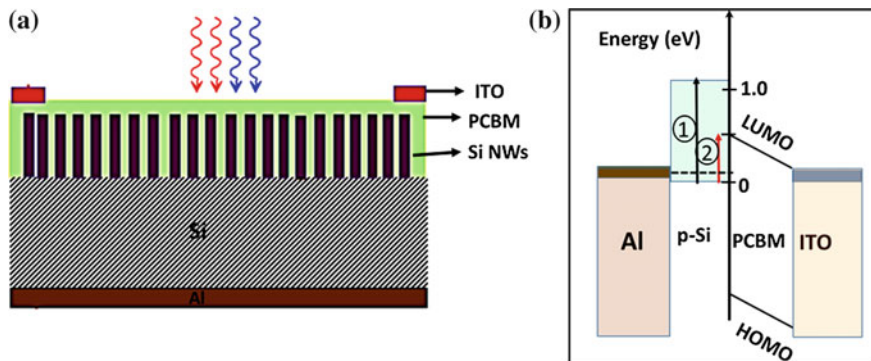 (a)
ITO
PCBM
Si NWs
Si
Al
(b)
Energy (eV)
1.0
LUMO
1
2
0
Al
p-Si
PCBM
ITO
HOMO